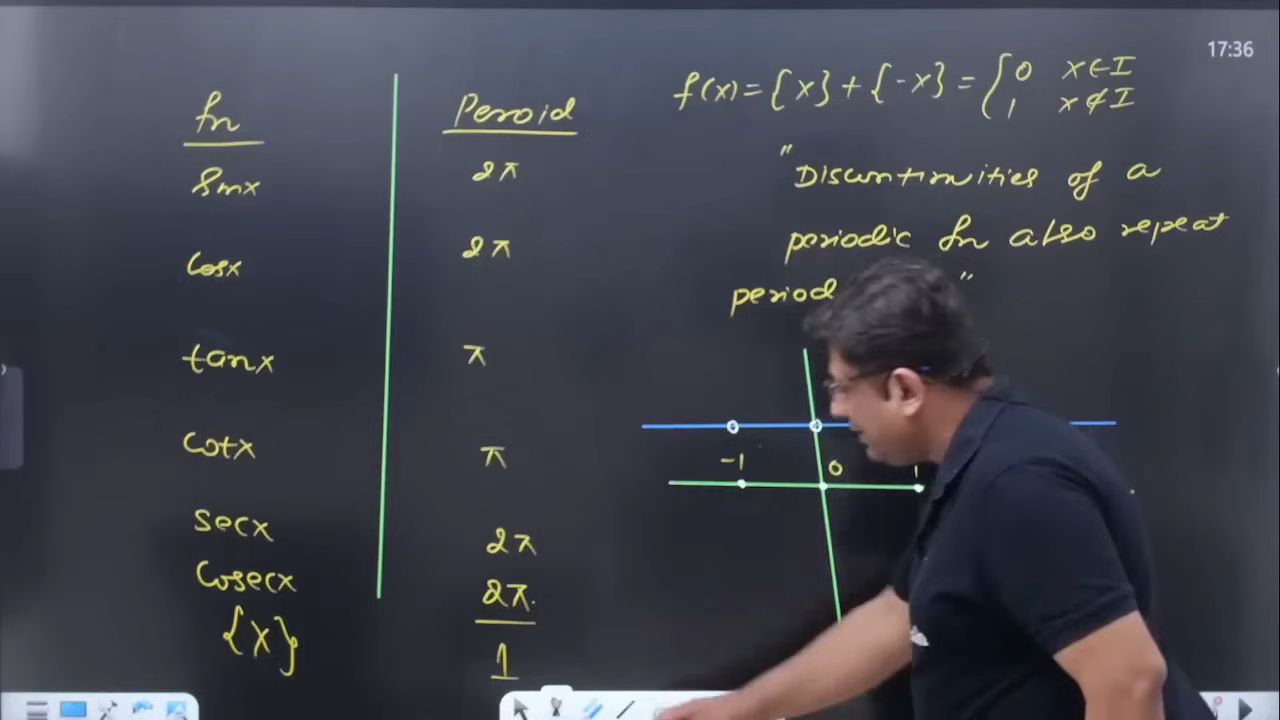 17:36
fn Peroid
Sinx 2π
Cosx 2π
tanx π
Cotx π
secx 2π
Cosecx 2π.
{x} 1
f(x) = {x} + {-x} = { 0 x∈I
1 x∉I
"Discontinuities of a
periodic fn also repeat
period "
-1 0 1